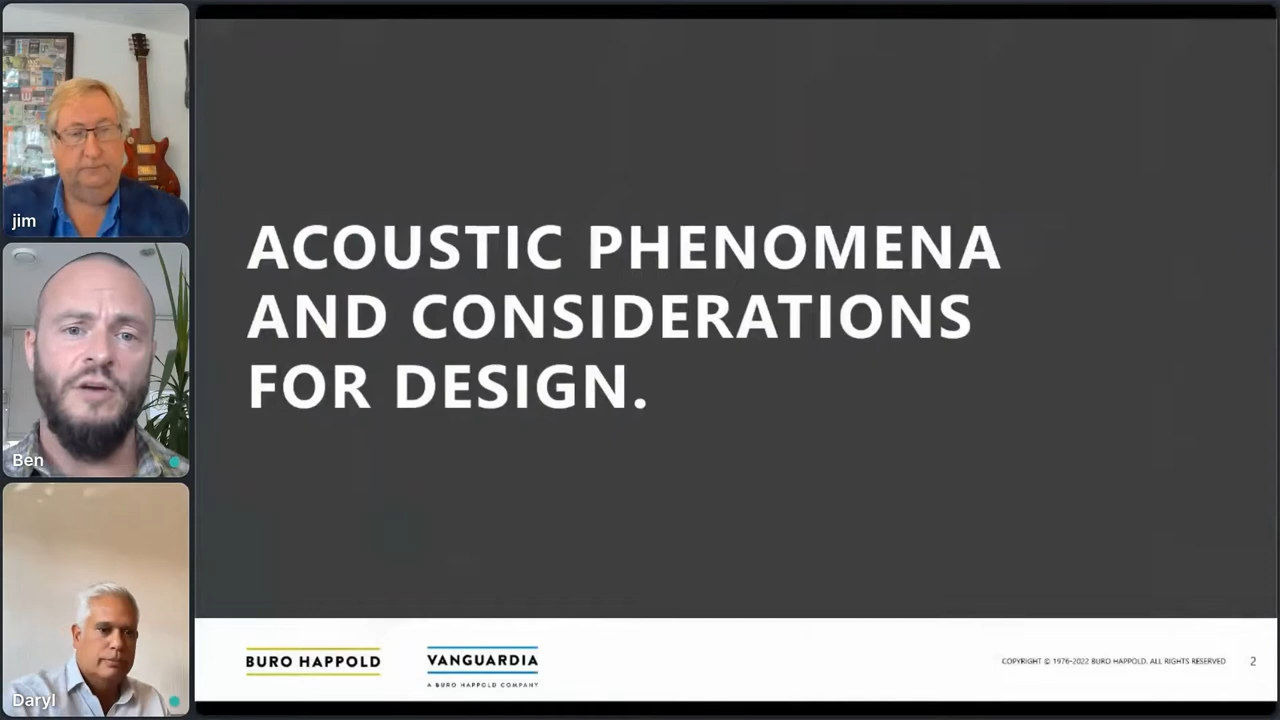 jim
Ben
Daryl
ACOUSTIC PHENOMENA
AND CONSIDERATIONS
FOR DESIGN.
BURO HAPPOLD
VANGUARDIA
A BURO HAPPOLD COMPANY
COPYRIGHT © 1976-2022 BURO HAPPOLD. ALL RIGHTS RESERVED
2